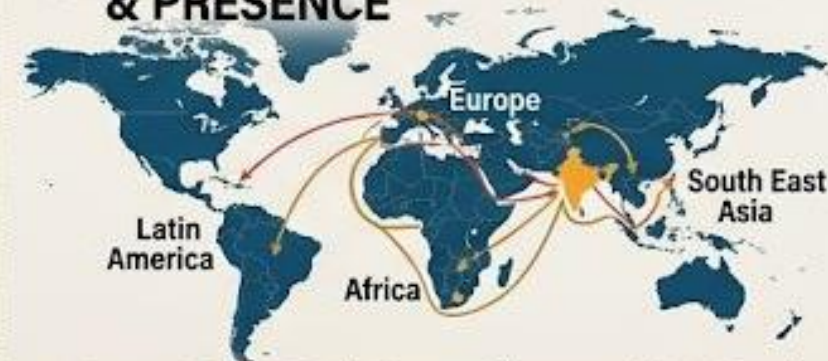 & PRESENCE
Europe
South East
Asia
Latin
America
Africa